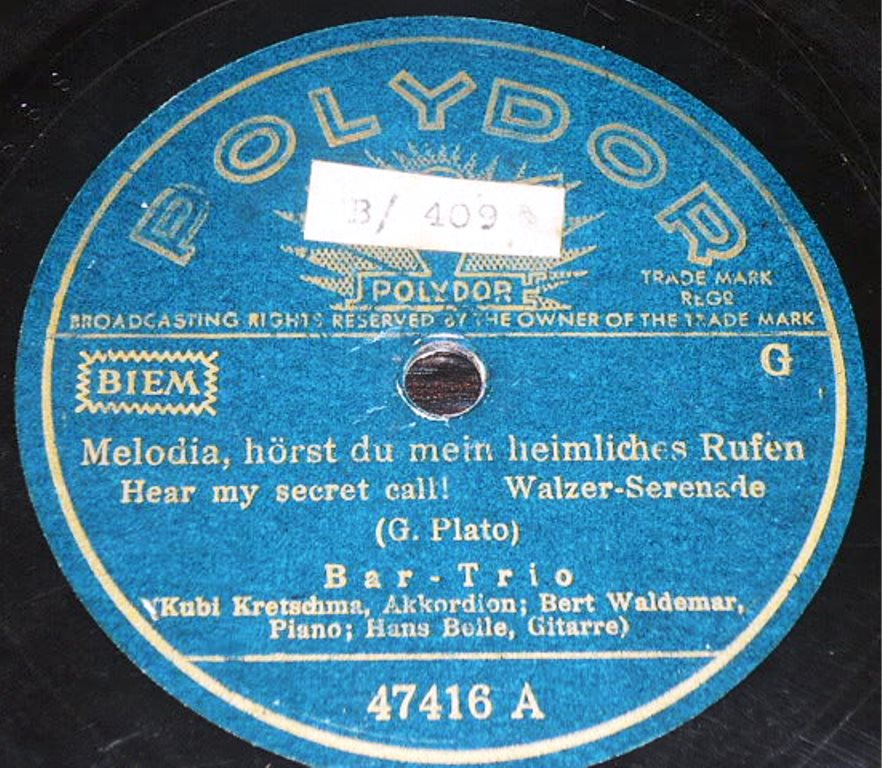 POLYDOR
B/ 409
POLYDOR
TRADE MARK
REGD
BROADCASTING RIGHTS RESERVED BY THE OWNER OF THE TRADE MARK
BIEM
G
Melodia, hörst du mein heimliches Rufen
Hear my secret call! Walzer-Serenade
(G. Plato)
Bar-Trio
(Kubi Kretschma, Akkordion; Bert Waldemar,
Piano; Hans Belle, Gitarre)
47416 A